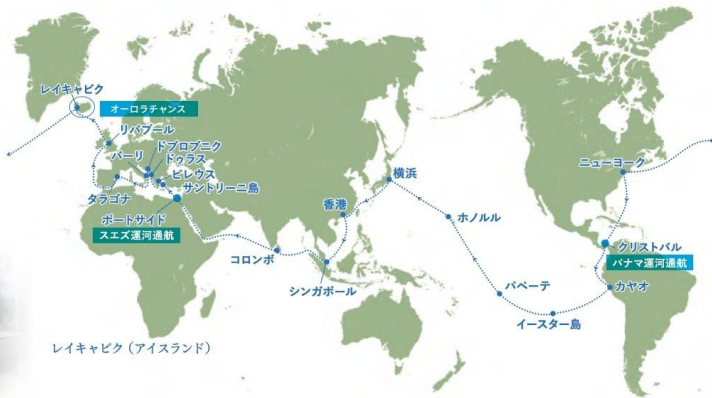 レイキャビク
オーロラチャンス
リバプール
ドブロブニク
バーリ
ドゥラス
ピレウス
サントリーニ島
タラゴナ
ポートサイド
スエズ運河通航
コロンボ
シンガポール
香港
横浜
ホノルル
パペーテ
イースター島
ニューヨーク
クリストバル
パナマ運河通航
カヤオ
レイキャビク（アイスランド）